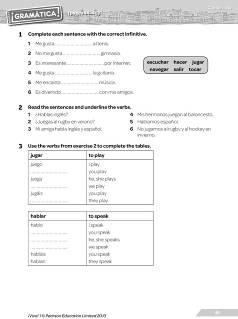 GRAMÁTICA
1 Complete each sentence with the correct infinitive.
1 Me gusta ........................ a tenis.
2 No me gusta ........................ gimnasia.
3 Es interesante ........................ por Internet.
4 Me gusta ........................ la guitarra.
5 Me encanta ........................ música.
6 Es divertido ........................ con mis amigos.
escuchar hacer jugar
navegar salir tocar
2 Read the sentences and underline the verbs.
1 ¿Hablas inglés?
2 ¿Juegas al rugby en verano?
3 Mi amiga habla inglés y español.
4 Mis hermanos juegan al baloncesto.
5 Hablamos español.
6 No jugamos al rugby y al hockey en
invierno.
3 Use the verbs from exercise 2 to complete the tables.
jugar to play
juego I play
........................ you play
juega he, she plays
........................ we play
jugáis you play
........................ they play
hablar to speak
hablo I speak
........................ you speak
........................ he, she speaks
........................ we speak
habláis you speak
hablan they speak
¡Viva! 1 © Pearson Education Limited 2013